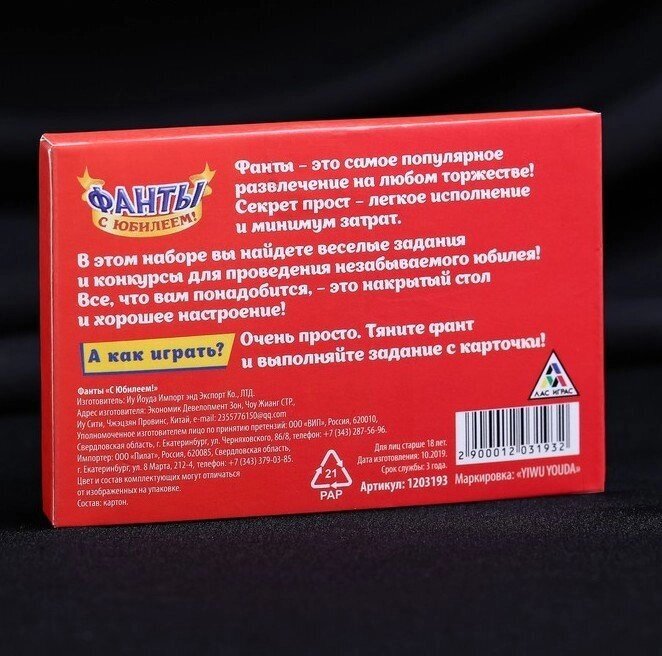 ФАНТЫ
С ЮБИЛЕЕМ!
Фанты – это самое популярное
развлечение на любом торжестве!
Секрет прост – легкое исполнение
и минимум затрат.
В этом наборе вы найдете веселые задания
и конкурсы для проведения незабываемого юбилея!
Все, что вам понадобится, – это накрытый стол
и хорошее настроение!
А как играть?
Очень просто. Тяните фант
и выполняйте задание с карточки!
Фанты «С Юбилеем!»
Изготовитель: Иу Йоуда Импорт энд Экспорт Ко., ЛТД.
Адрес изготовителя: Экономик Девелопмент Зон, Чоу Жианг СТР,
Иу Сити, Чжэцзян Провинс, Китай, e-mail: 2355776150@qq.com
Уполномоченное изготовителем лицо по принятию претензий: ООО «ВИП», Россия, 620010,
Свердловская область, г. Екатеринбург, ул. Черняховского, 86/8, телефон: +7 (343) 287-56-96.
Импортер: ООО «Пилат», Россия, 620085, Свердловская область,
г. Екатеринбург, ул. 8 Марта, 212-4, телефон: +7 (343) 379-03-85.
Цвет и состав комплектующих могут отличаться
от изображенных на упаковке.
Состав: картон.
21
PAP
Для лиц старше 18 лет.
Дата изготовления: 10.2019.
Срок службы: 3 года.
Артикул: 1203193
ЛАС ИГРАС
2 900012 031932
Маркировка: «YIWU YOUDA»